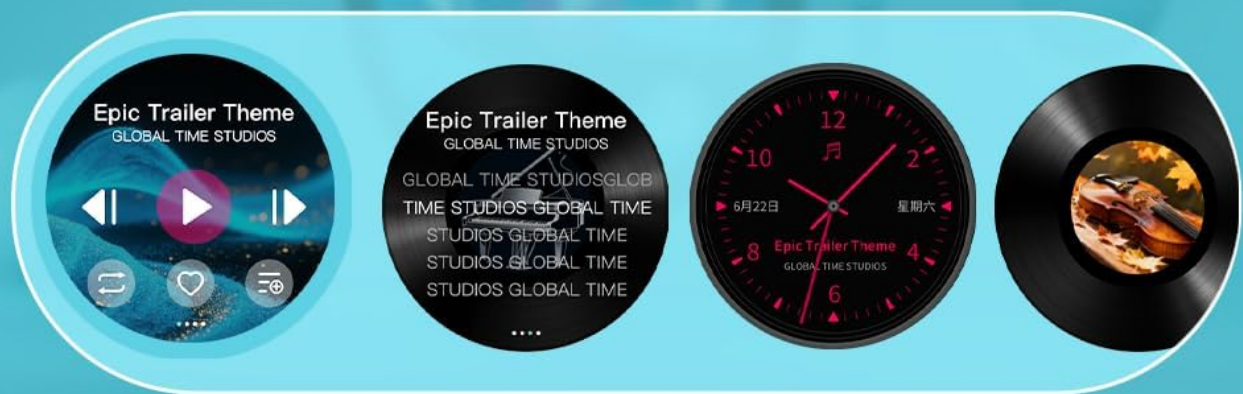 Epic Trailer Theme
GLOBAL TIME STUDIOS
Epic Trailer Theme
GLOBAL TIME STUDIOS
GLOBAL TIME STUDIOSGLOB
TIME STUDIOS GLOBAL TIME
STUDIOS GLOBAL TIME
STUDIOS GLOBAL TIME
STUDIOS GLOBAL TIME
12
10
2
6月22日
星期六
8
Epic Trailer Theme
4
GLOBAL TIME STUDIOS
6